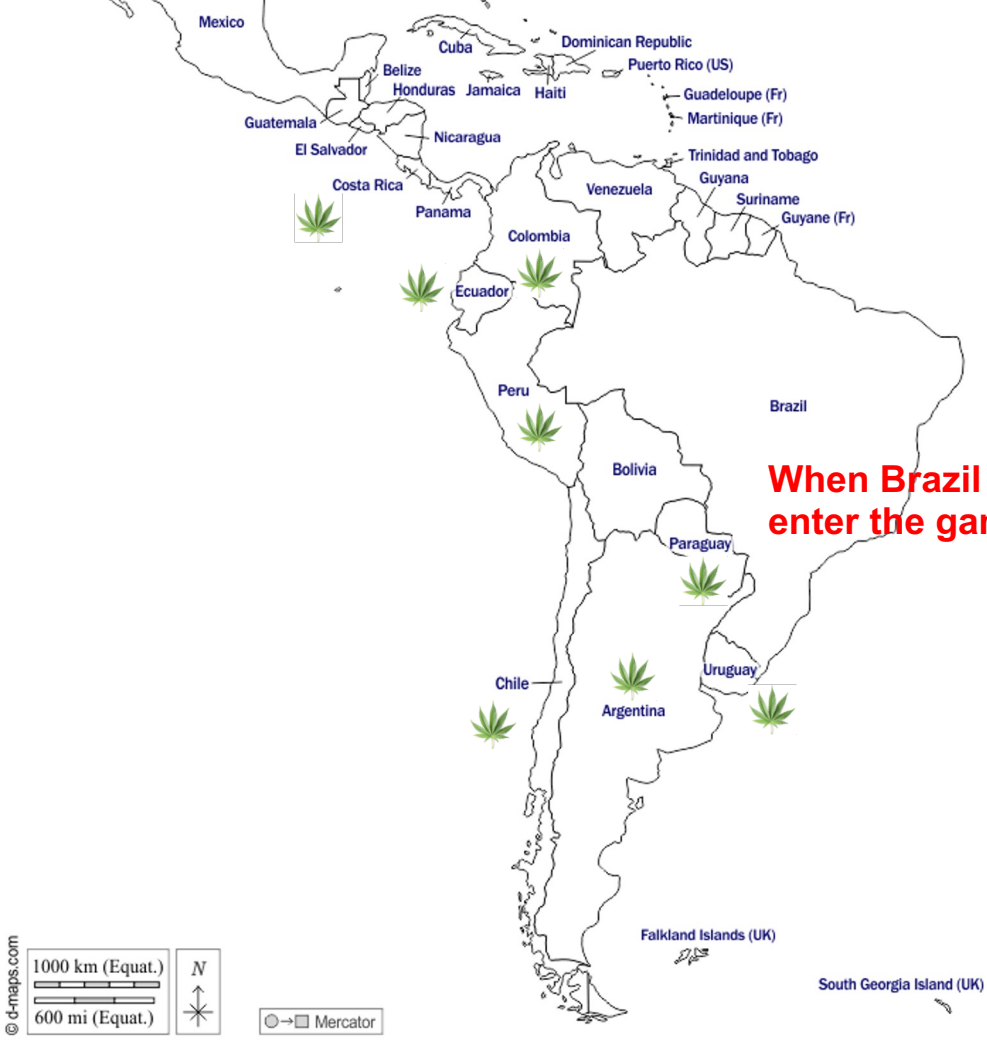 Mexico
Cuba
Dominican Republic
Puerto Rico (US)
Belize
Honduras
Jamaica
Haiti
Guadeloupe (Fr)
Martinique (Fr)
Guatemala
Nicaragua
El Salvador
Trinidad and Tobago
Costa Rica
Venezuela
Guyana
Suriname
Panama
Guyane (Fr)
Colombia
Ecuador
Peru
Brazil
Bolivia
When Brazil
enter the
Paraguay
Uruguay
Chile
Argentina
Falkland Islands (UK)
South Georgia Island (UK)
© d-maps.com
1000 km (Equat.)
600 mi (Equat.)
N
Mercator